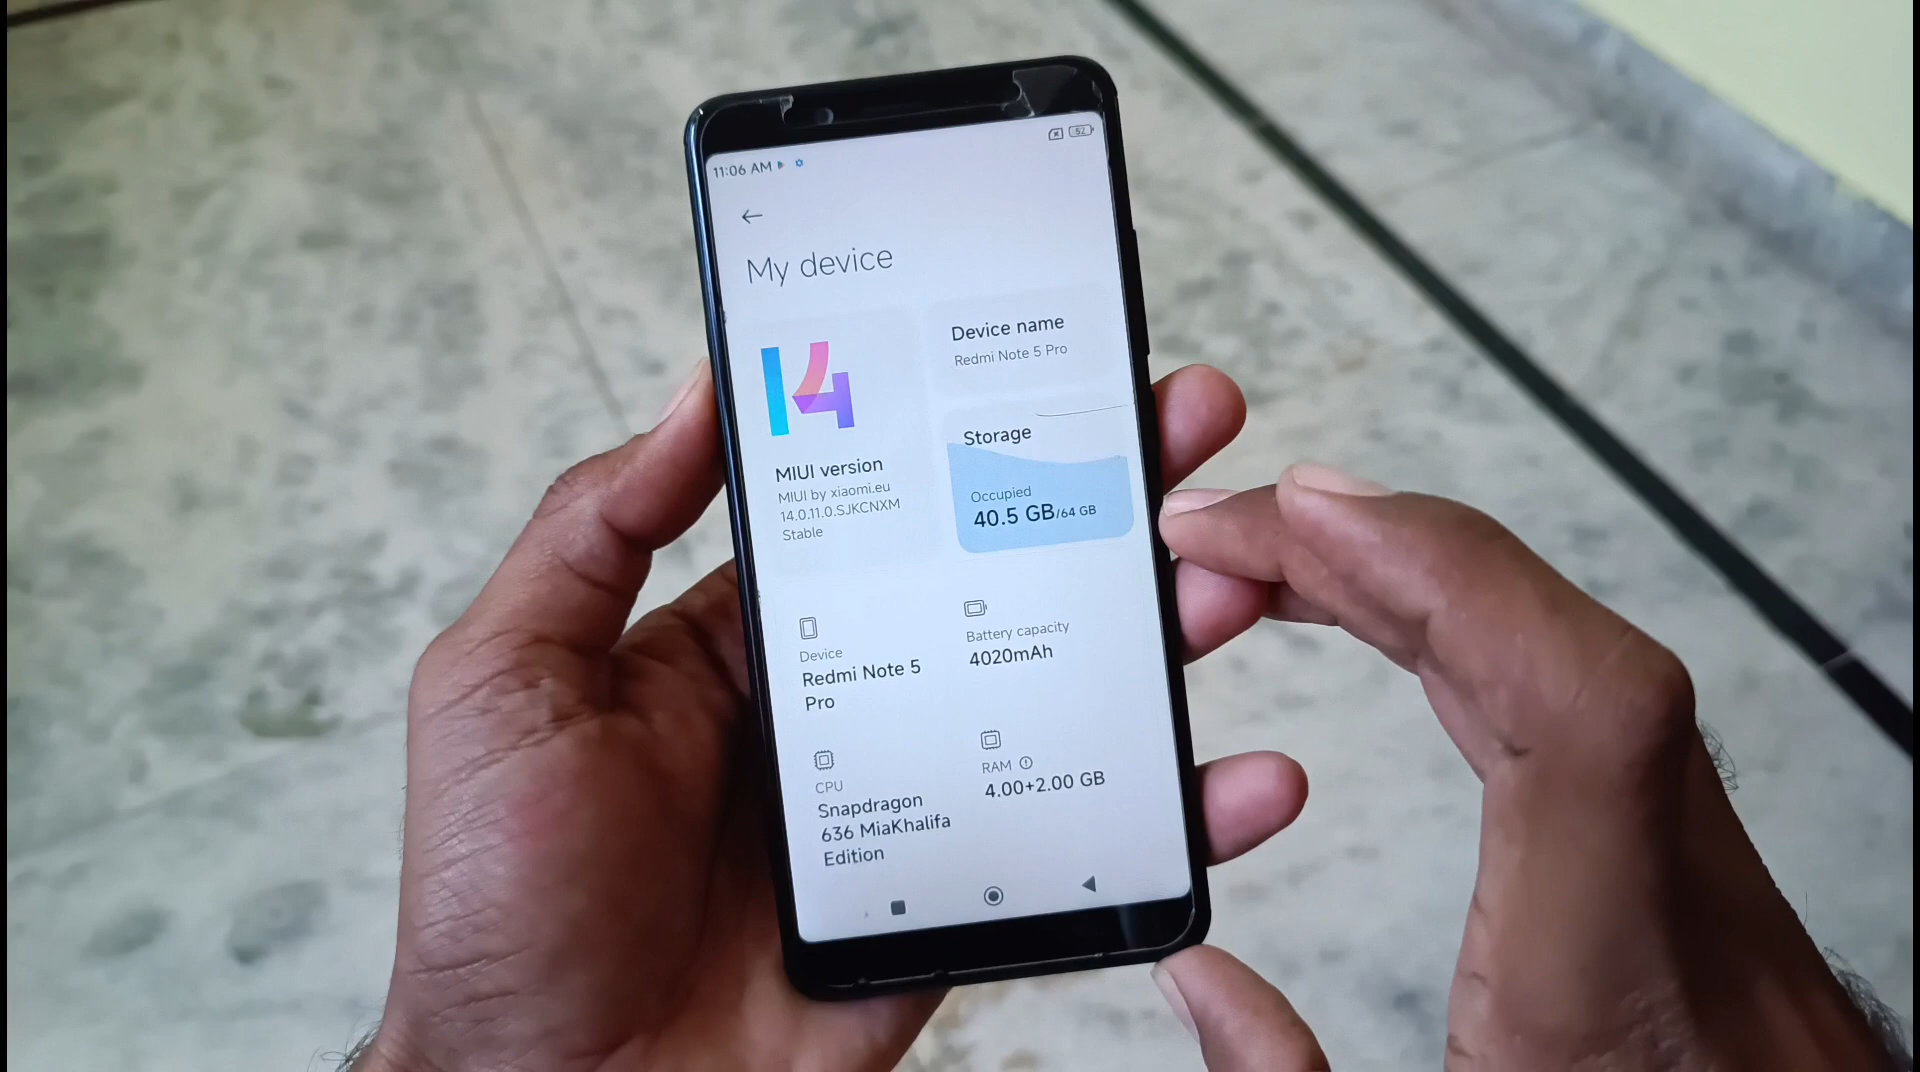 11:06 AM
52
My device
14
MIUI version
MIUI by xiaomi.eu
14.0.11.0.SJKCNXM
Stable
Device name
Redmi Note 5 Pro
Storage
Occupied
40.5 GB/64 GB
Device
Redmi Note 5
Pro
Battery capacity
4020mAh
CPU
Snapdragon
636 MiaKhalifa
Edition
RAM
4.00+2.00 GB